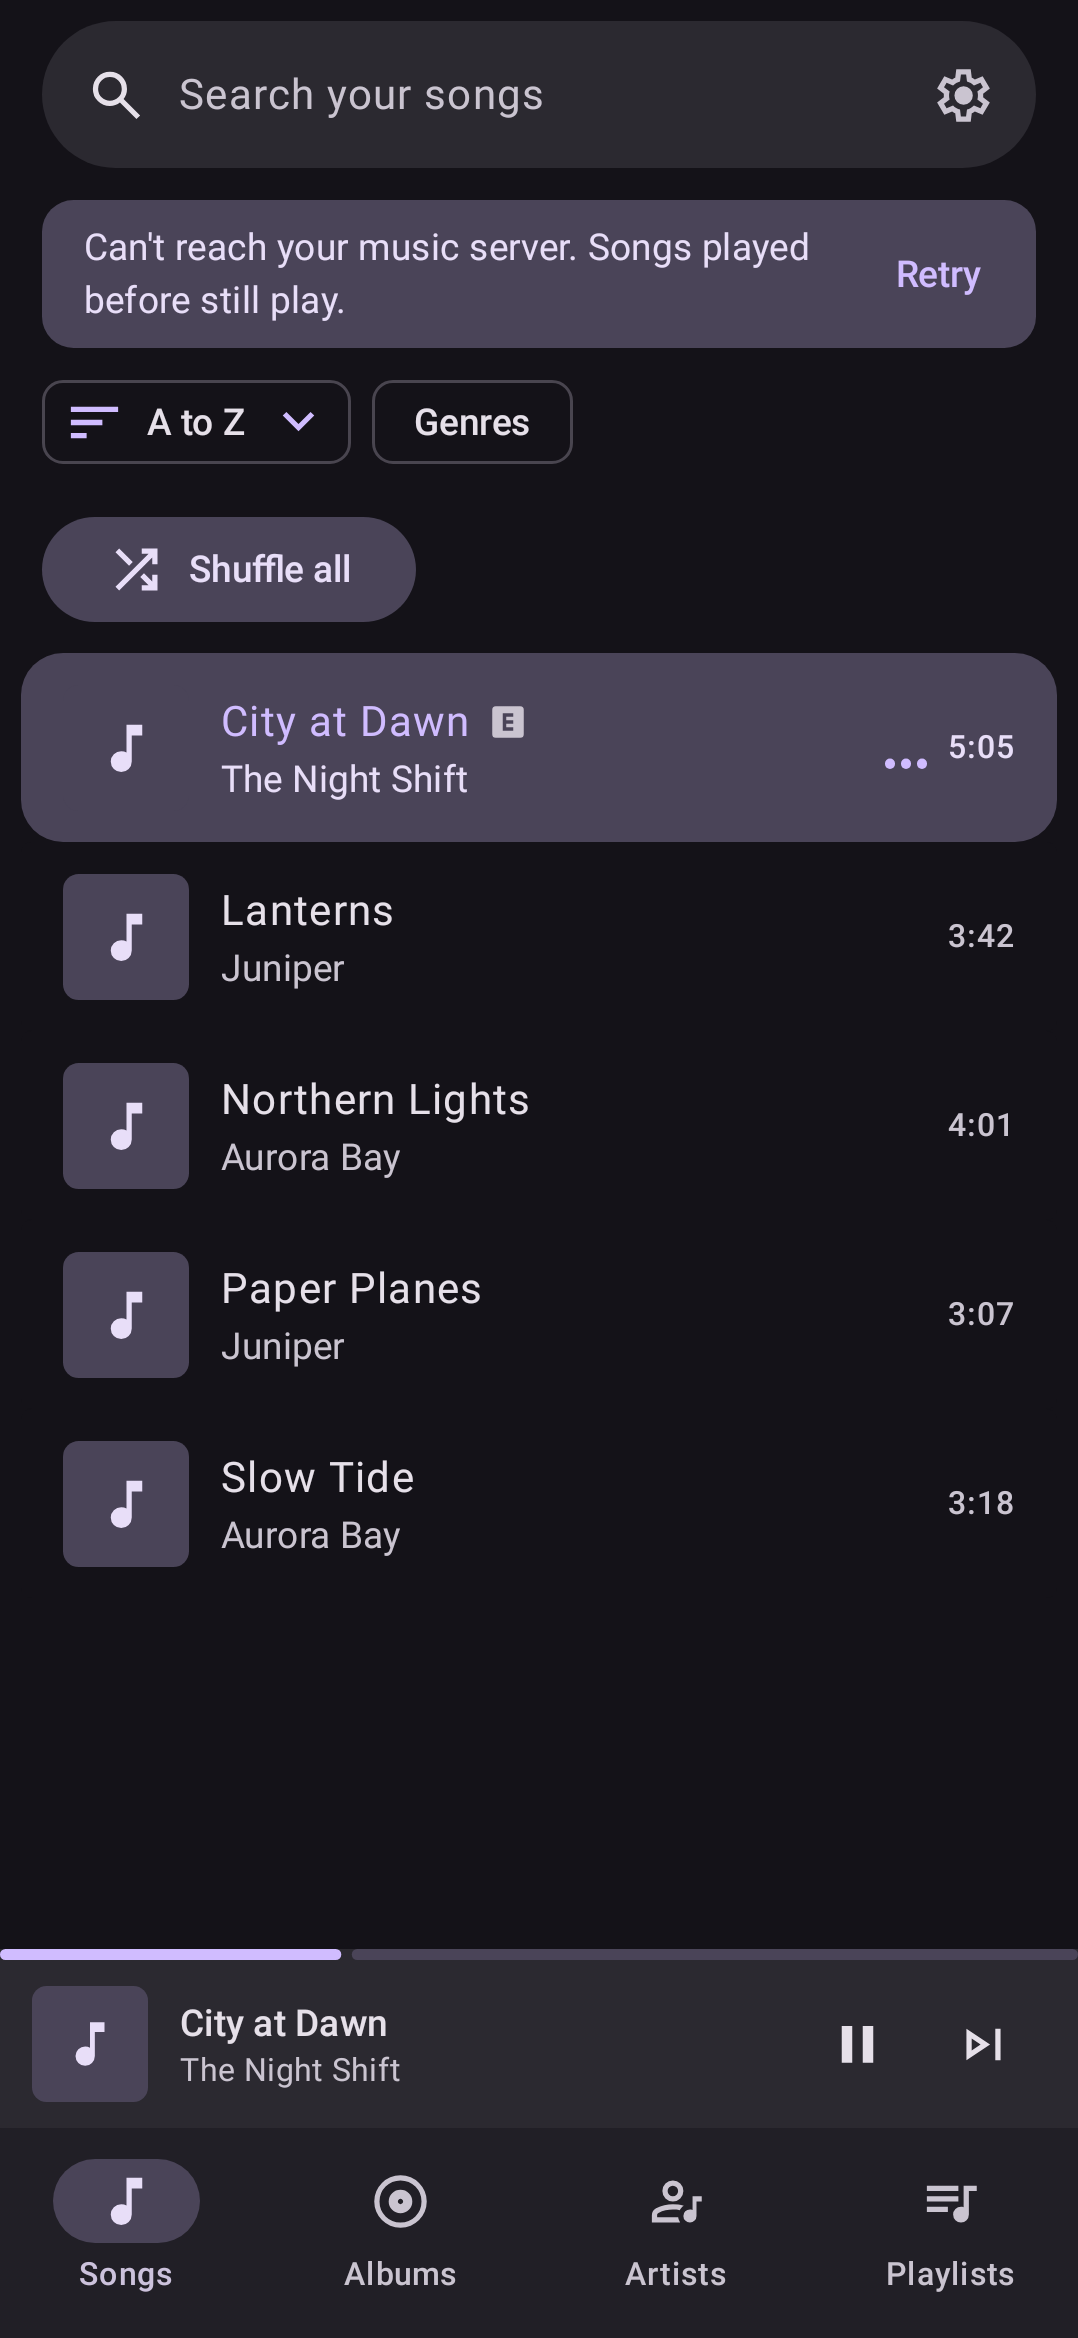 Search your songs
Can't reach your music server. Songs played
before still play.
Retry
A to Z
Genres
Shuffle all
City at Dawn E
The Night Shift
5:05
Lanterns
Juniper
3:42
Northern Lights
Aurora Bay
4:01
Paper Planes
Juniper
3:07
Slow Tide
Aurora Bay
3:18
City at Dawn
The Night Shift
Songs
Albums
Artists
Playlists